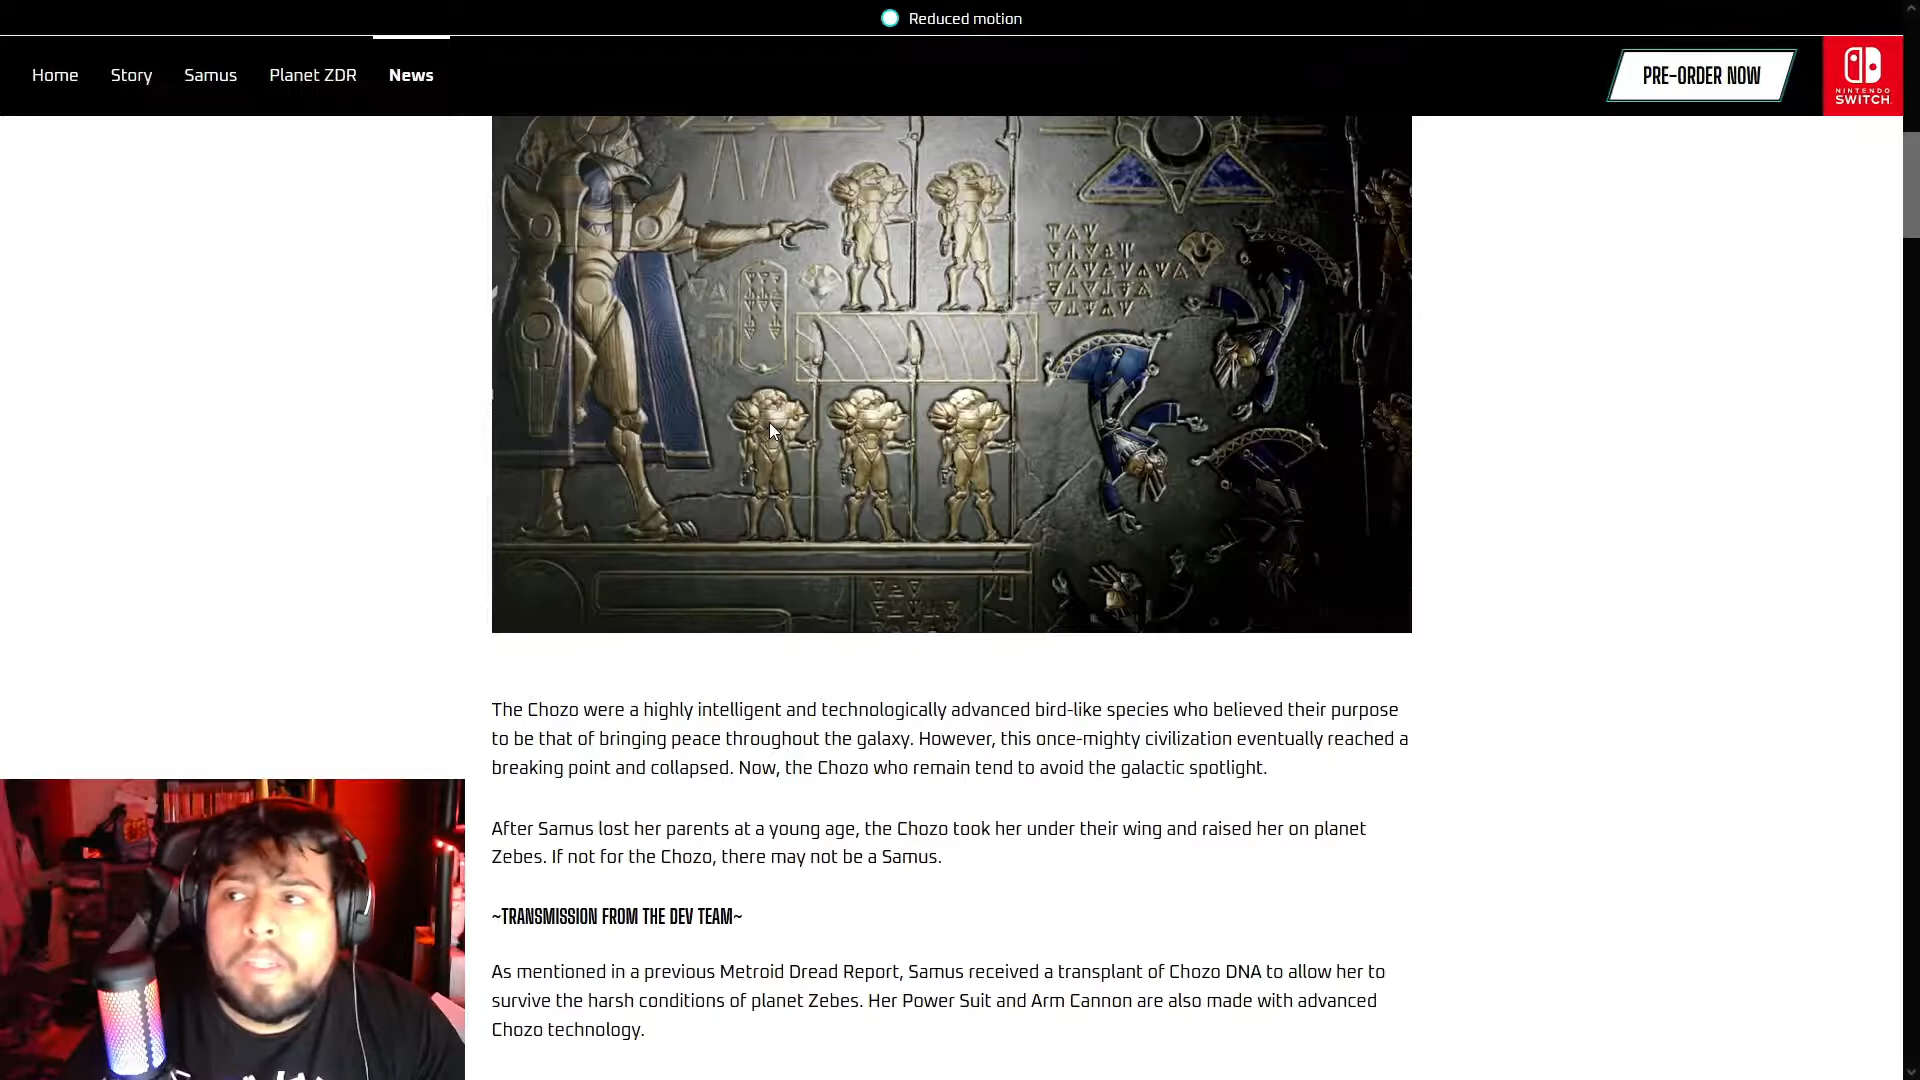 Reduced motion
Home Story Samus Planet ZDR News
PRE-ORDER NOW
NINTENDO
SWITCH
The Chozo were a highly intelligent and technologically advanced bird-like species who believed their purpose
to be that of bringing peace throughout the galaxy. However, this once-mighty civilization eventually reached a
breaking point and collapsed. Now, the Chozo who remain tend to avoid the galactic spotlight.
After Samus lost her parents at a young age, the Chozo took her under their wing and raised her on planet
Zebes. If not for the Chozo, there may not be a Samus.
~TRANSMISSION FROM THE DEV TEAM~
As mentioned in a previous Metroid Dread Report, Samus received a transplant of Chozo DNA to allow her to
survive the harsh conditions of planet Zebes. Her Power Suit and Arm Cannon are also made with advanced
Chozo technology.